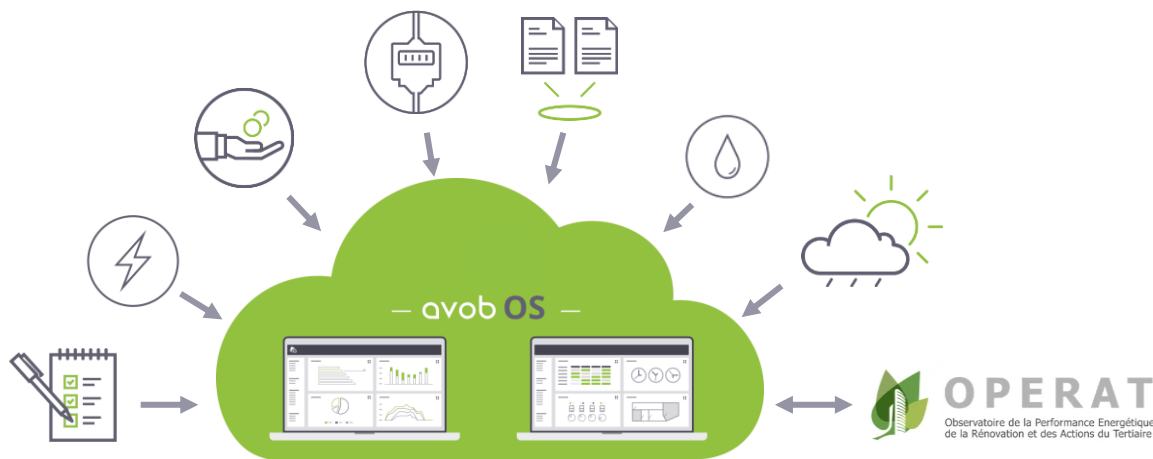 — avob OS —
OPERAT
Observatoire de la Performance Energétique
de la Rénovation et des Actions du Tertiaire